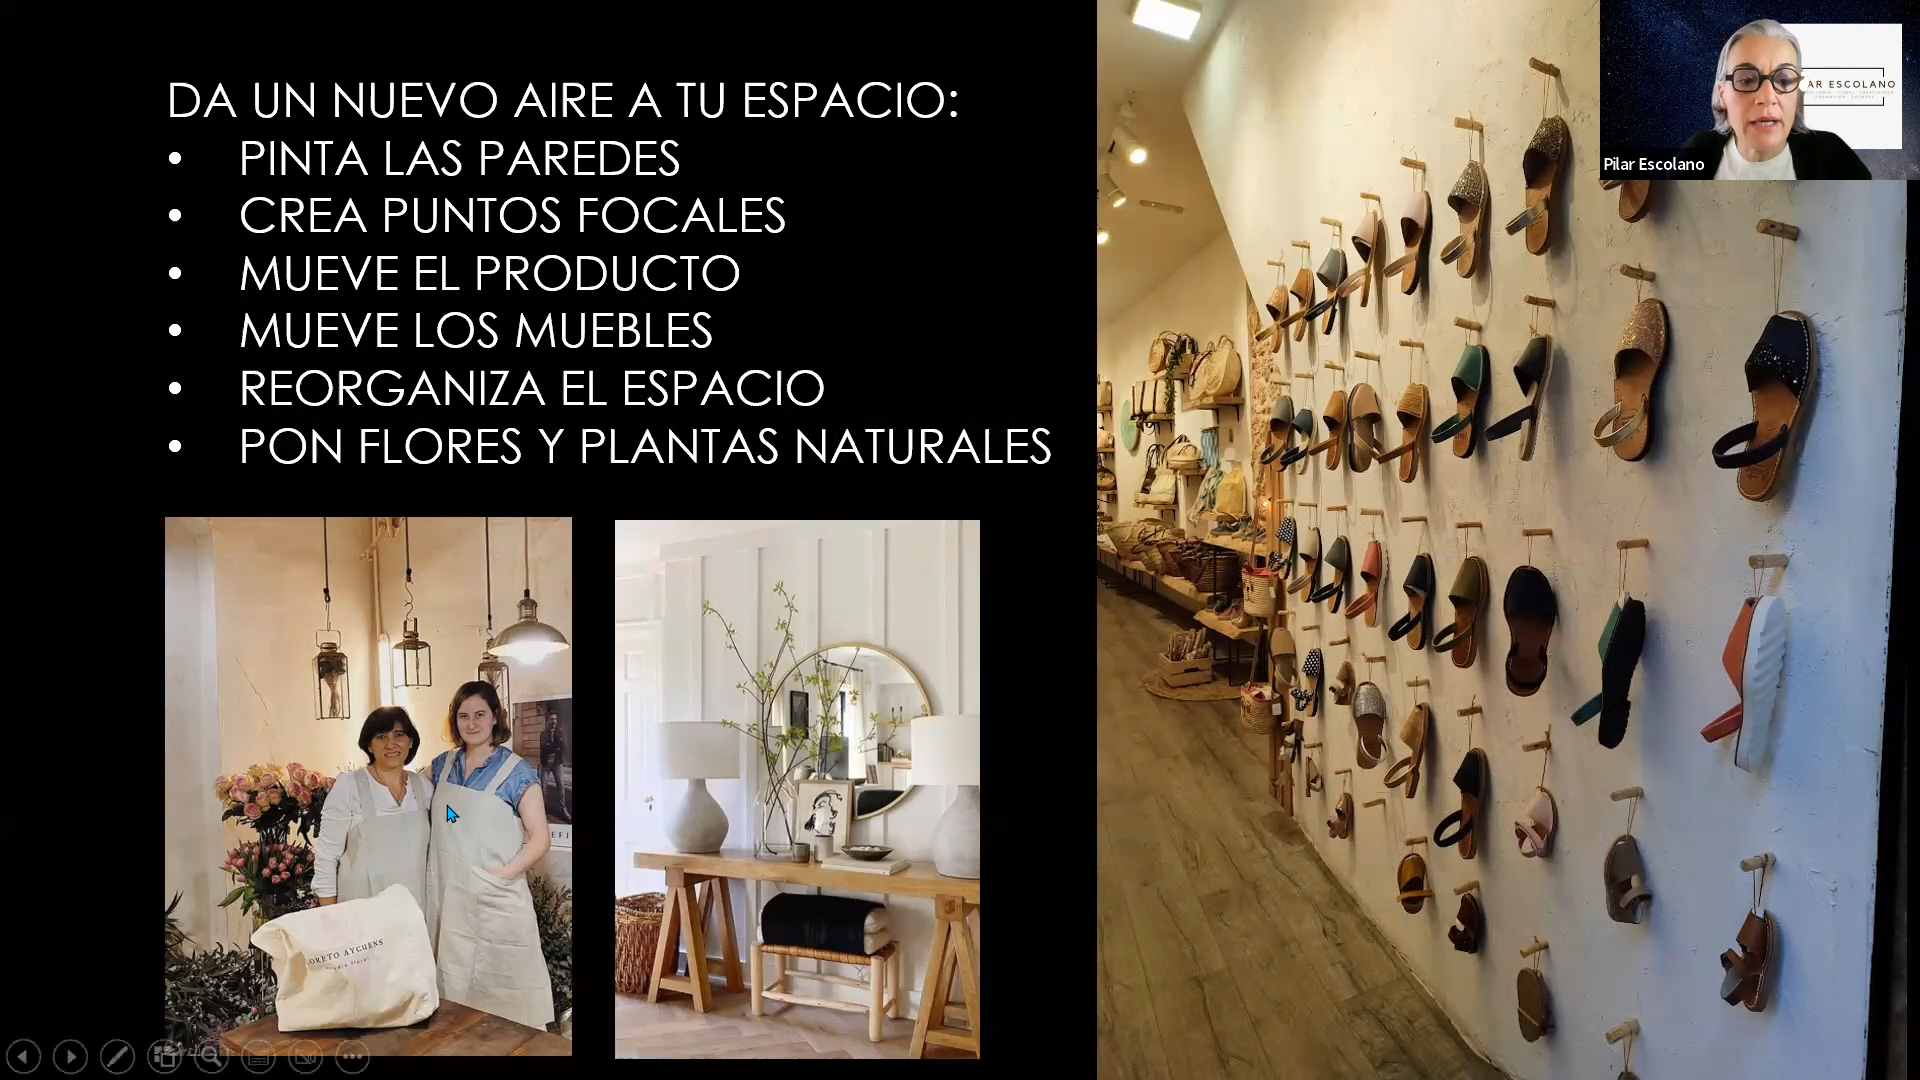 DA UN NUEVO AIRE A TU ESPACIO:
• PINTA LAS PAREDES
• CREA PUNTOS FOCALES
• MUEVE EL PRODUCTO
• MUEVE LOS MUEBLES
• REORGANIZA EL ESPACIO
• PON FLORES Y PLANTAS NATURALES
AR ESCOLANO
Pilar Escolano
ORETO AYCUENS